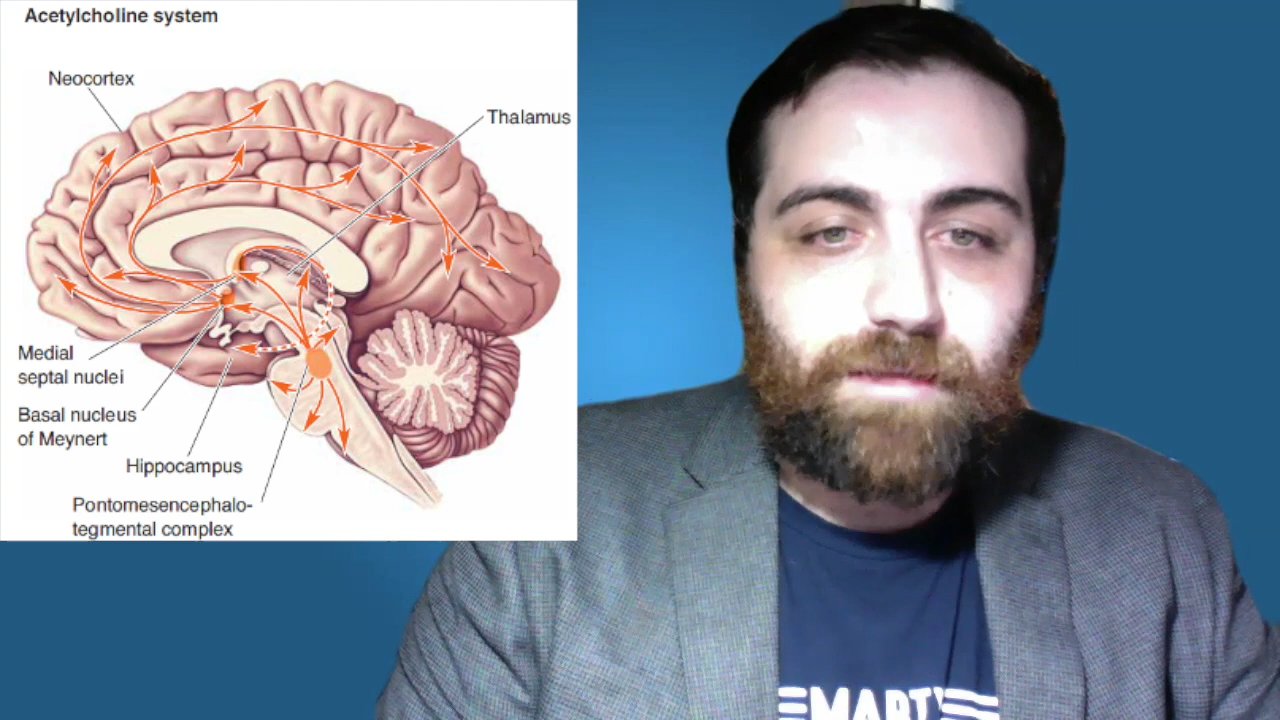 Acetylcholine system
Neocortex
Thalamus
Medial
septal nuclei
Basal nucleus
of Meynert
Hippocampus
Pontomesencephalo-
tegmental complex